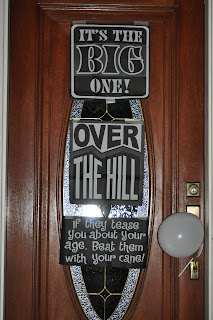 IT'S THE
BIG
ONE!
OVER
THE HILL
If they tease
you about your
age, Beat them
with your cane!